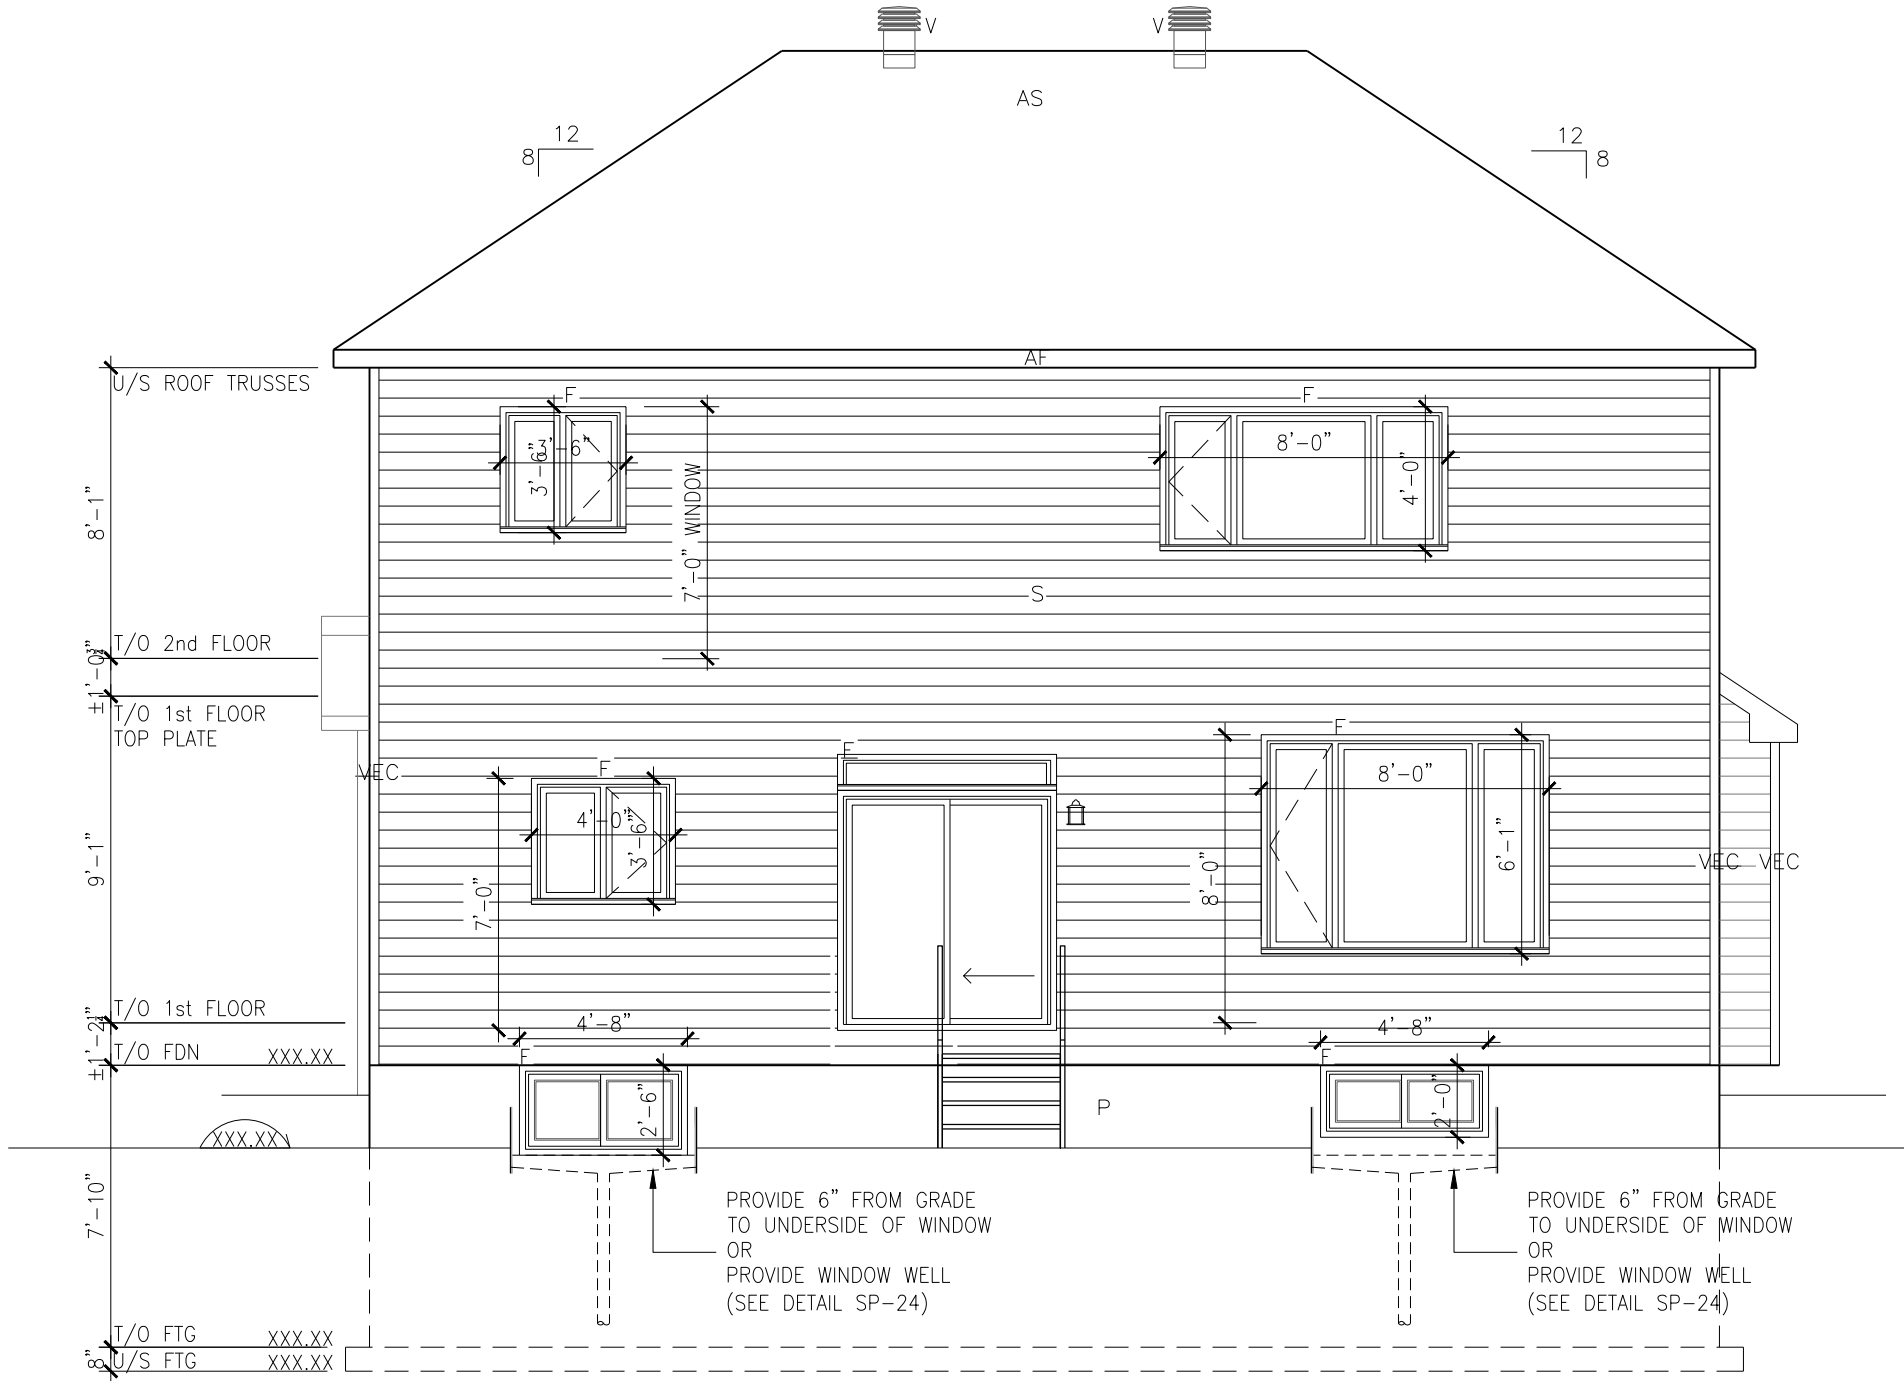 V
V
AS
12
8
12
8
AF
U/S ROOF TRUSSES
F
F
3'-6"
3'-6"
8'-0"
4'-0"
7'-0" WINDOW
8'-1"
S
T/O 2nd FLOOR
±1'-0¾"
T/O 1st FLOOR
TOP PLATE
F
F
VEC
F
8'-0"
4'-0"
3'-6"
6'-1"
9'-1"
7'-0"
8'-0"
VEC
VEC
T/O 1st FLOOR
±1'-2½"
4'-8"
4'-8"
T/O FDN XXX.XX
F
F
2'-6"
2'-0"
P
XXX.XX
7'-10"
PROVIDE 6" FROM GRADE
TO UNDERSIDE OF WINDOW
OR
PROVIDE WINDOW WELL
(SEE DETAIL SP-24)
PROVIDE 6" FROM GRADE
TO UNDERSIDE OF WINDOW
OR
PROVIDE WINDOW WELL
(SEE DETAIL SP-24)
T/O FTG XXX.XX
8"
U/S FTG XXX.XX